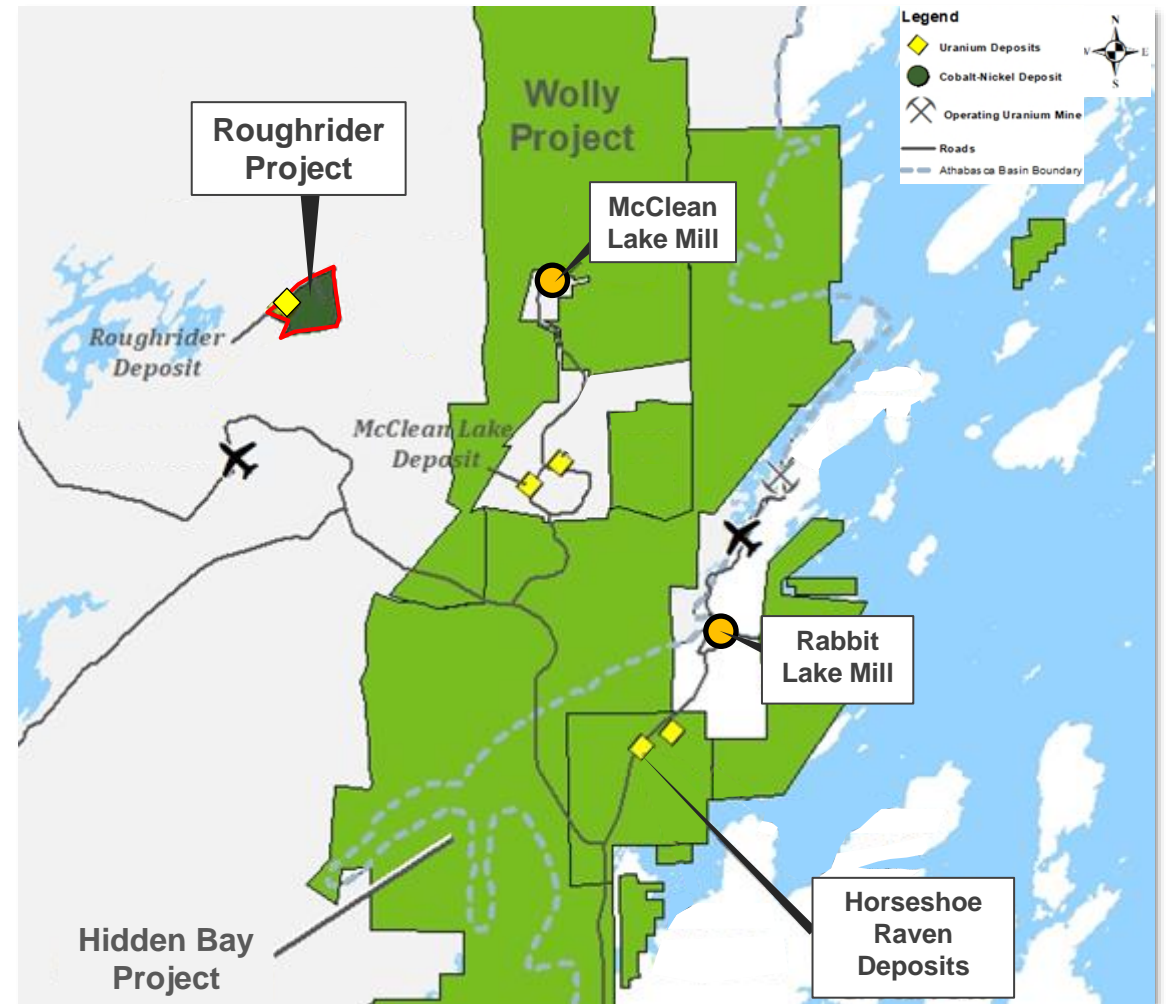 Legend
Uranium Deposits
Cobalt-Nickel Deposit
Operating Uranium Mine
Roads
Athabasca Basin Boundary
N
E
S
Wolly
Project
Roughrider
Project
McClean
Lake Mill
Roughrider
Deposit
McClean Lake
Deposit
Rabbit
Lake Mill
Horseshoe
Raven
Deposits
Hidden Bay
Project